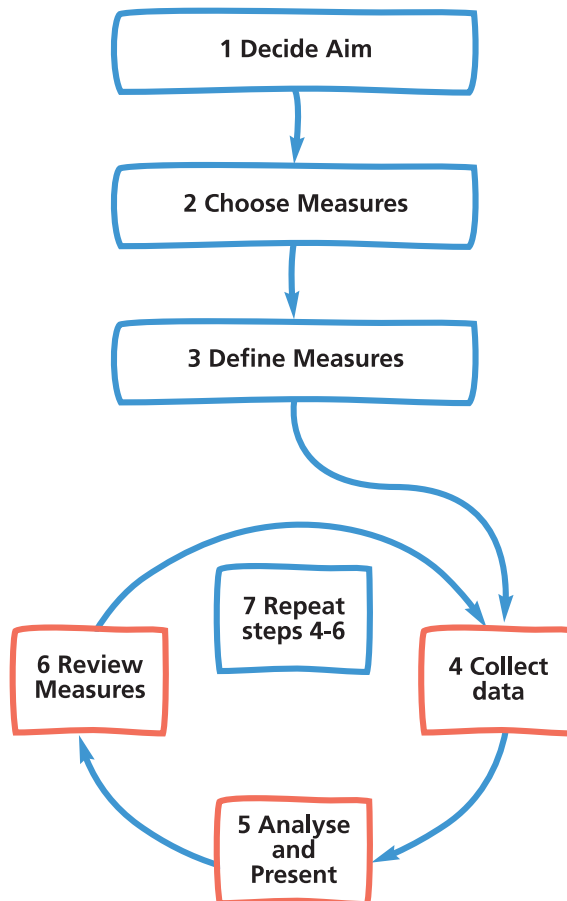 1 Decide Aim
2 Choose Measures
3 Define Measures
7 Repeat
steps 4-6
6 Review
Measures
4 Collect
data
5 Analyse
and
Present